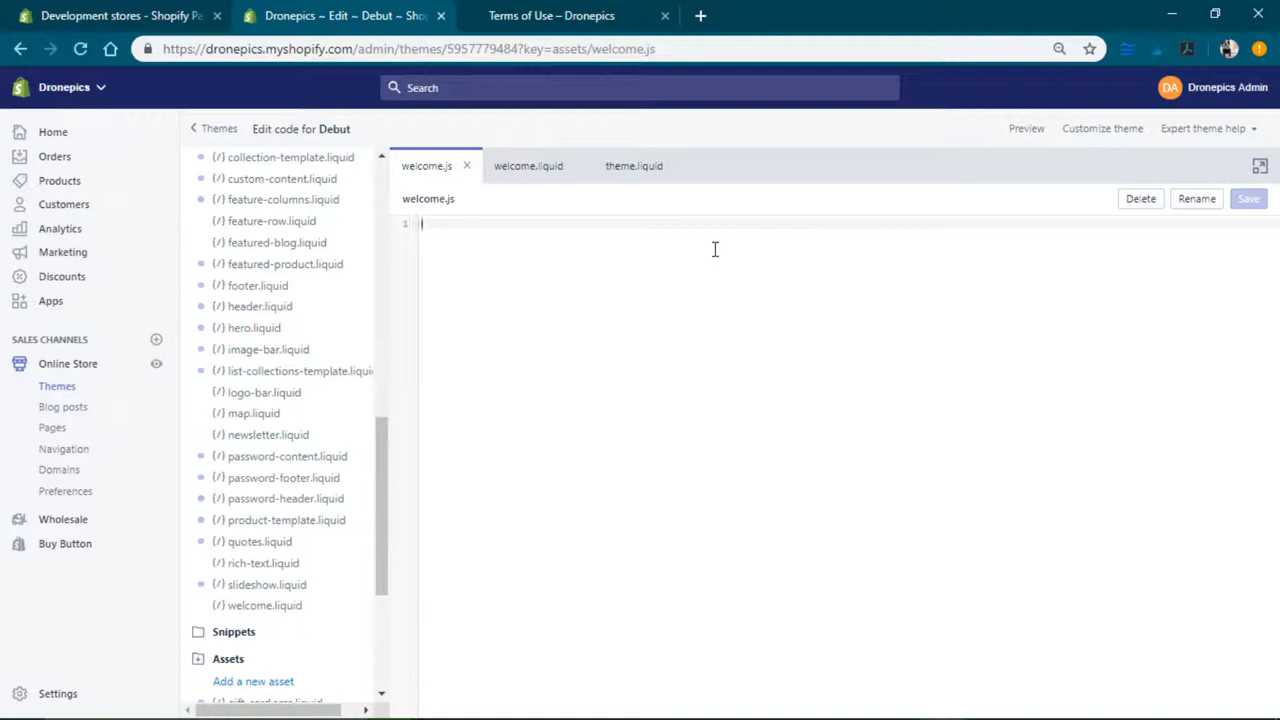 Development stores - Shopify Pa
Dronepics ~ Edit ~ Debut ~ Sho
Terms of Use – Dronepics
https://dronepics.myshopify.com/admin/themes/5957779484?key=assets/welcome.js
Dronepics
Search
DA
Dronepics Admin
Home
Orders
Products
Customers
Analytics
Marketing
Discounts
Apps
SALES CHANNELS
Online Store
Themes
Blog posts
Pages
Navigation
Domains
Preferences
Wholesale
Buy Button
Settings
Themes
Edit code for Debut
Preview
Customize theme
Expert theme help
{/} collection-template.liquid
{/} custom-content.liquid
{/} feature-columns.liquid
{/} feature-row.liquid
{/} featured-blog.liquid
{/} featured-product.liquid
{/} footer.liquid
{/} header.liquid
{/} hero.liquid
{/} image-bar.liquid
{/} list-collections-template.liqui
{/} logo-bar.liquid
{/} map.liquid
{/} newsletter.liquid
{/} password-content.liquid
{/} password-footer.liquid
{/} password-header.liquid
{/} product-template.liquid
{/} quotes.liquid
{/} rich-text.liquid
{/} slideshow.liquid
{/} welcome.liquid
Snippets
Assets
Add a new asset
welcome.js
welcome.liquid
theme.liquid
welcome.js
Delete
Rename
Save
1